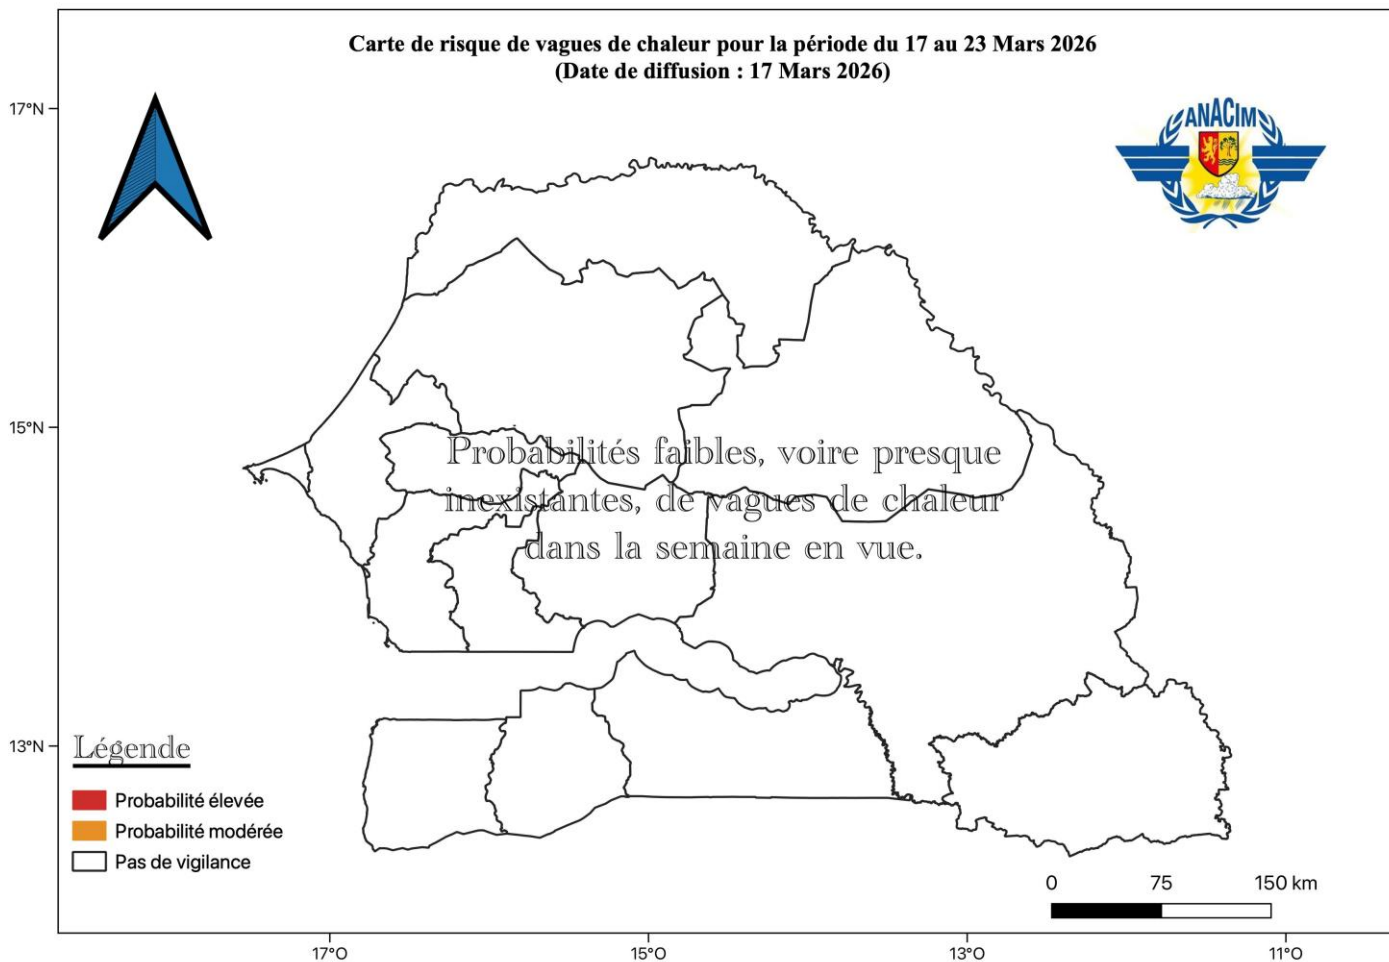 Carte de risque de vagues de chaleur pour la période du 17 au 23 Mars 2026
(Date de diffusion : 17 Mars 2026)
17°N
ANACIM
15°N
Probabilités faibles, voire presque
inexistantes, de vagues de chaleur
dans la semaine en vue.
13°N
Légende
Probabilité élevée
Probabilité modérée
Pas de vigilance
0 75 150 km
17°O 15°O 13°O 11°O